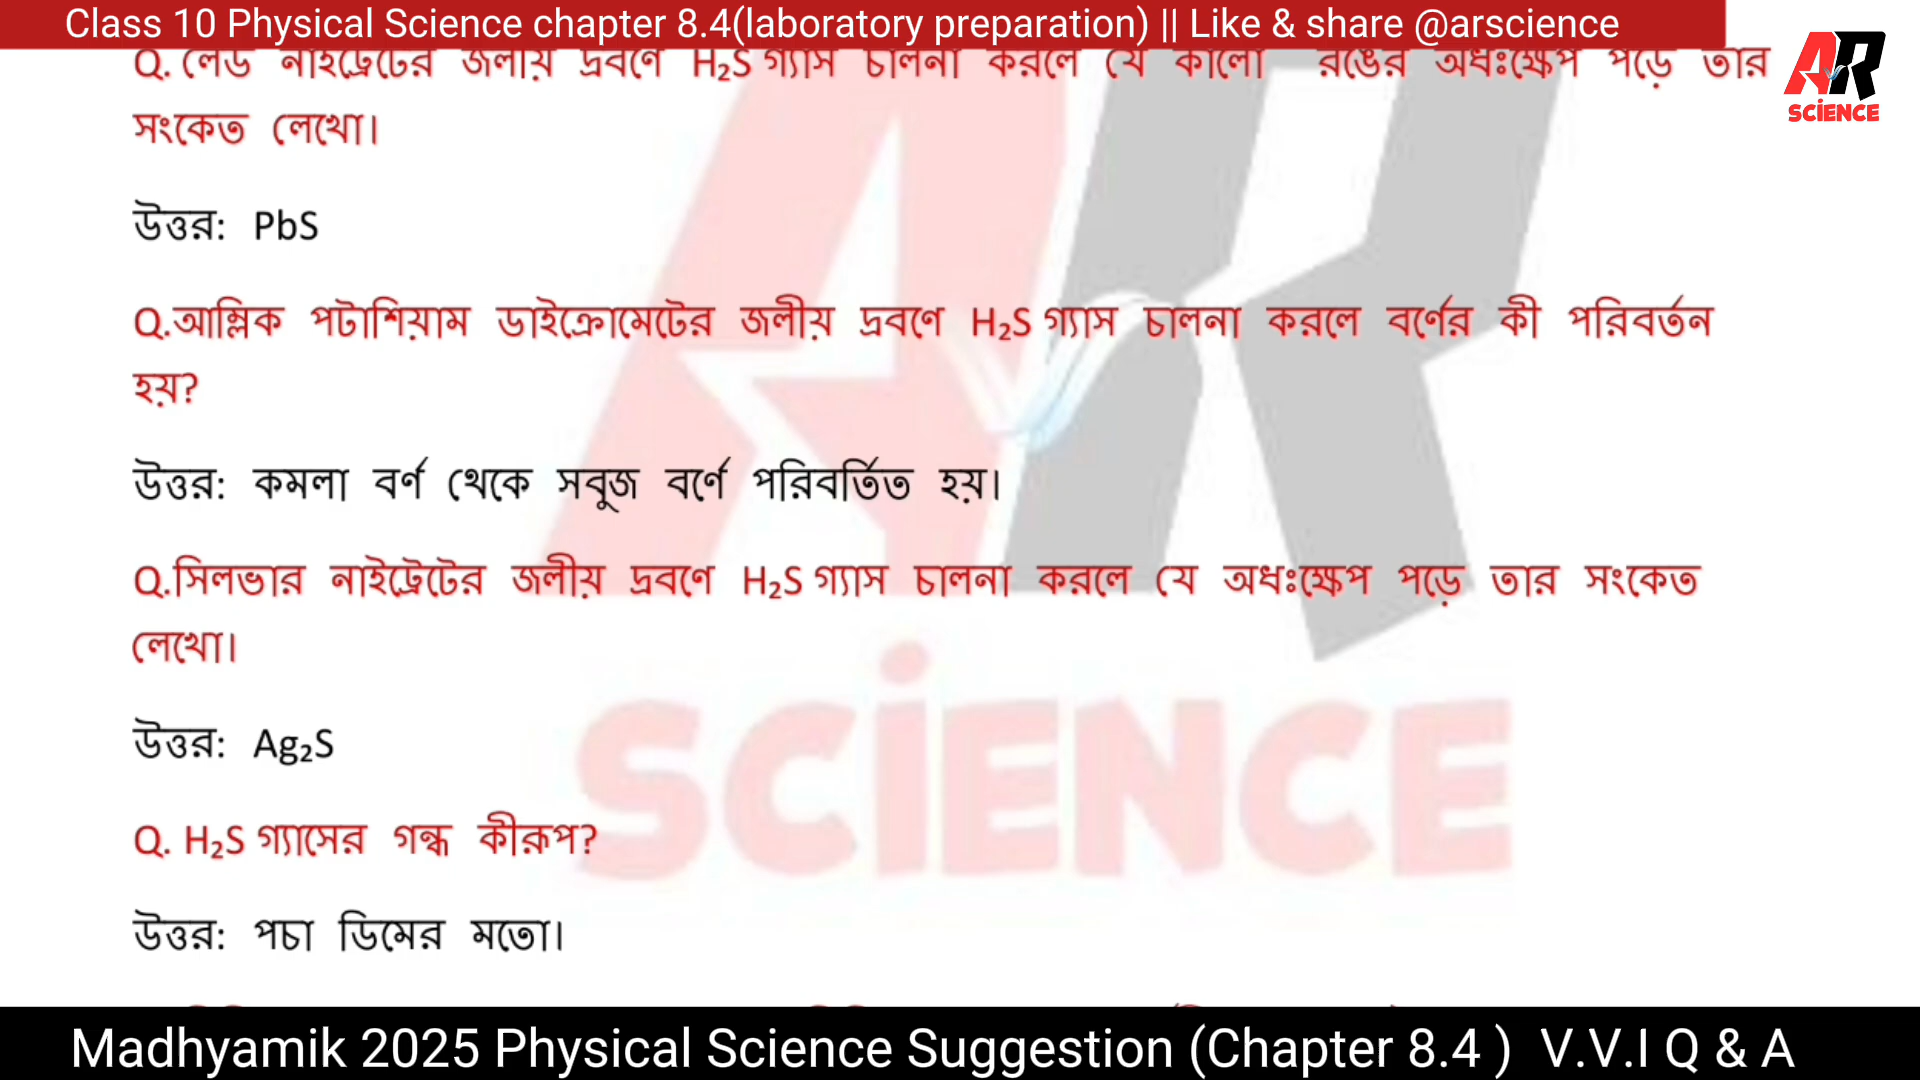 Class 10 Physical Science chapter 8.4(laboratory preparation) || Like & share @arscience
Q. লেড নাইট্রেটের জলীয় দ্রবণে H₂S গ্যাস চালনা করলে যে কালো রঙের অধঃক্ষেপ পড়ে তার
সংকেত লেখো।
AR
SCiENCE
উত্তর: PbS
Q.আম্লিক পটাশিয়াম ডাইক্রোমেটের জলীয় দ্রবণে H₂S গ্যাস চালনা করলে বর্ণের কী পরিবর্তন
হয়?
উত্তর: কমলা বর্ণ থেকে সবুজ বর্ণে পরিবর্তিত হয়।
Q.সিলভার নাইট্রেটের জলীয় দ্রবণে H₂S গ্যাস চালনা করলে যে অধঃক্ষেপ পড়ে তার সংকেত
লেখো।
উত্তর: Ag₂S
Q. H₂S গ্যাসের গন্ধ কীরূপ?
উত্তর: পচা ডিমের মতো।
AR
SCiENCE
Madhyamik 2025 Physical Science Suggestion (Chapter 8.4 ) V.V.I Q & A